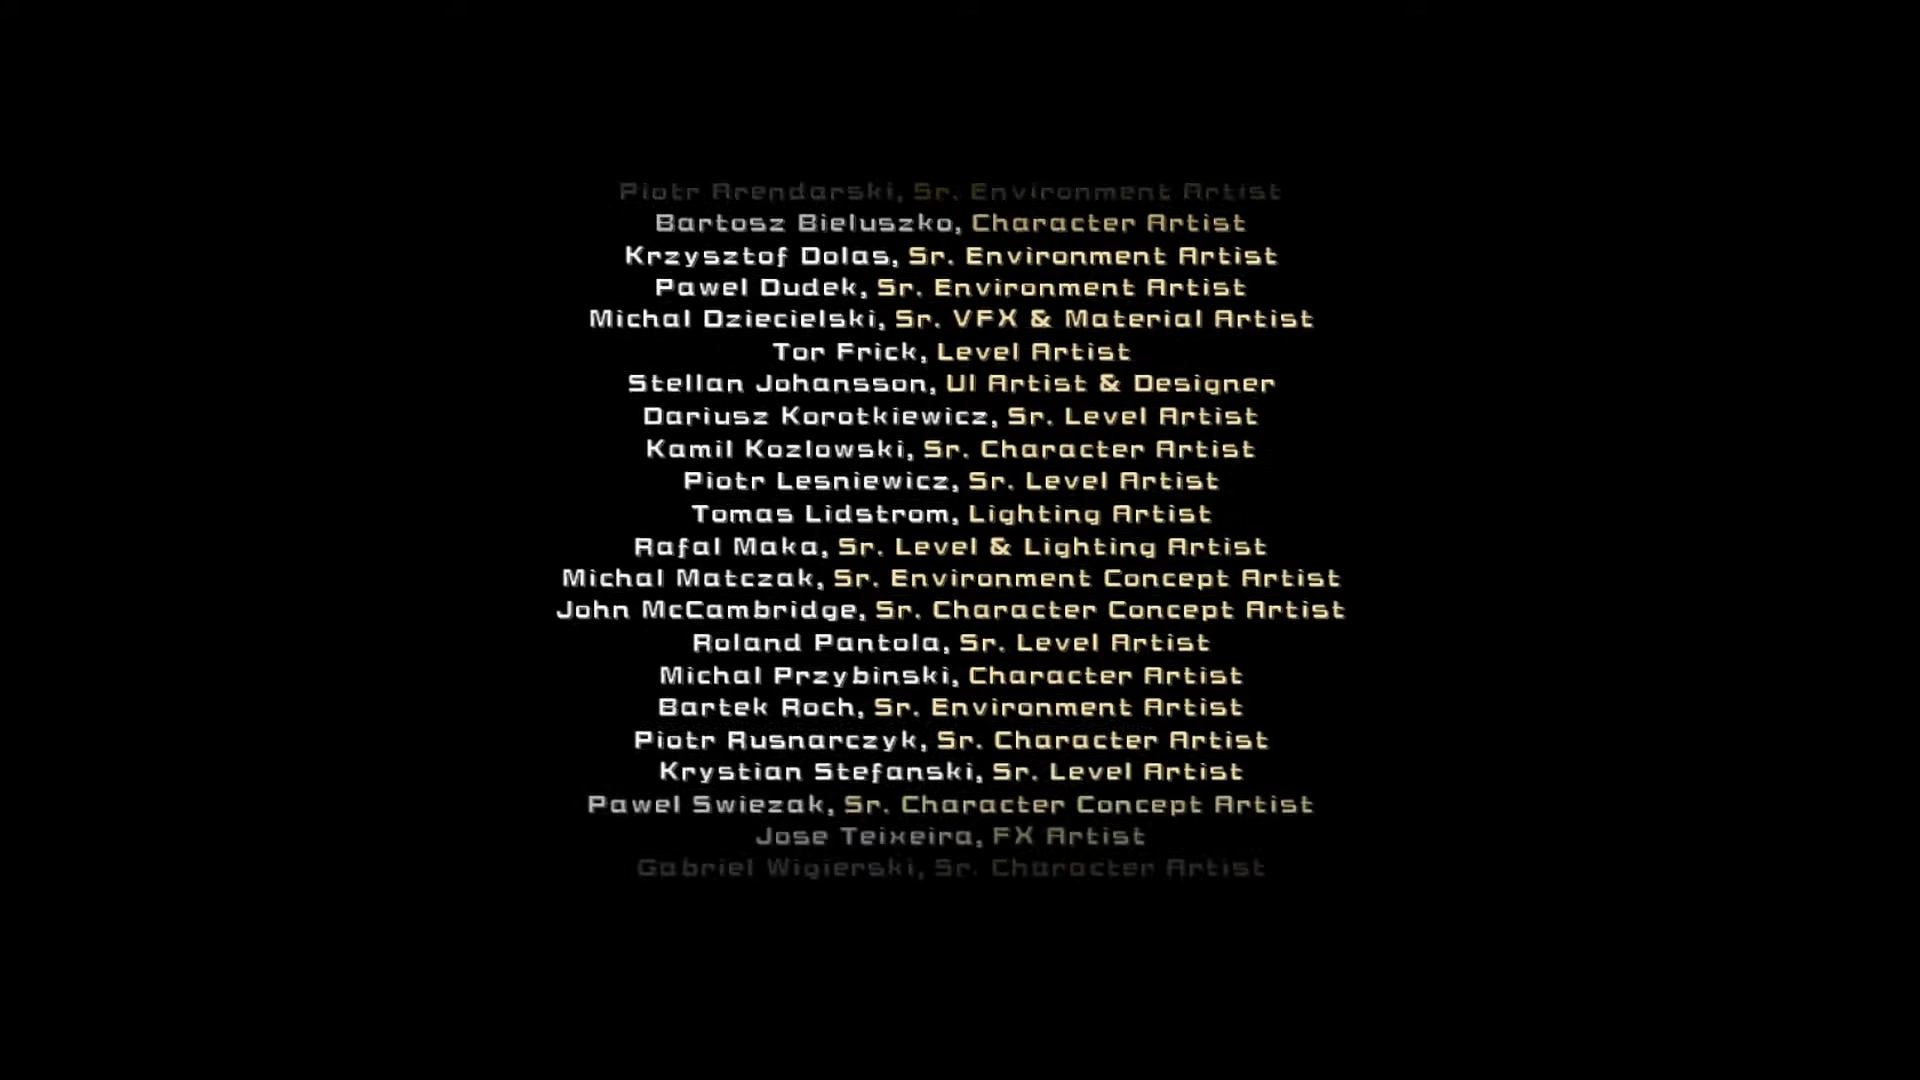 Piotr Arendarski, Sr. Environment Artist
Bartosz Bieluszko, Character Artist
Krzysztof Dolas, Sr. Environment Artist
Pawel Dudek, Sr. Environment Artist
Michal Dziecielski, Sr. VFX & Material Artist
Tor Frick, Level Artist
Stellan Johansson, UI Artist & Designer
Dariusz Korotkiewicz, Sr. Level Artist
Kamil Kozlowski, Sr. Character Artist
Piotr Lesniewicz, Sr. Level Artist
Tomas Lidstrom, Lighting Artist
Rafal Maka, Sr. Level & Lighting Artist
Michal Matczak, Sr. Environment Concept Artist
John McCambridge, Sr. Character Concept Artist
Roland Pantola, Sr. Level Artist
Michal Przybinski, Character Artist
Bartek Roch, Sr. Environment Artist
Piotr Rusnarczyk, Sr. Character Artist
Krystian Stefanski, Sr. Level Artist
Pawel Swiezak, Sr. Character Concept Artist
Jose Teixeira, FX Artist
Gabriel Wigierski, Sr. Character Artist